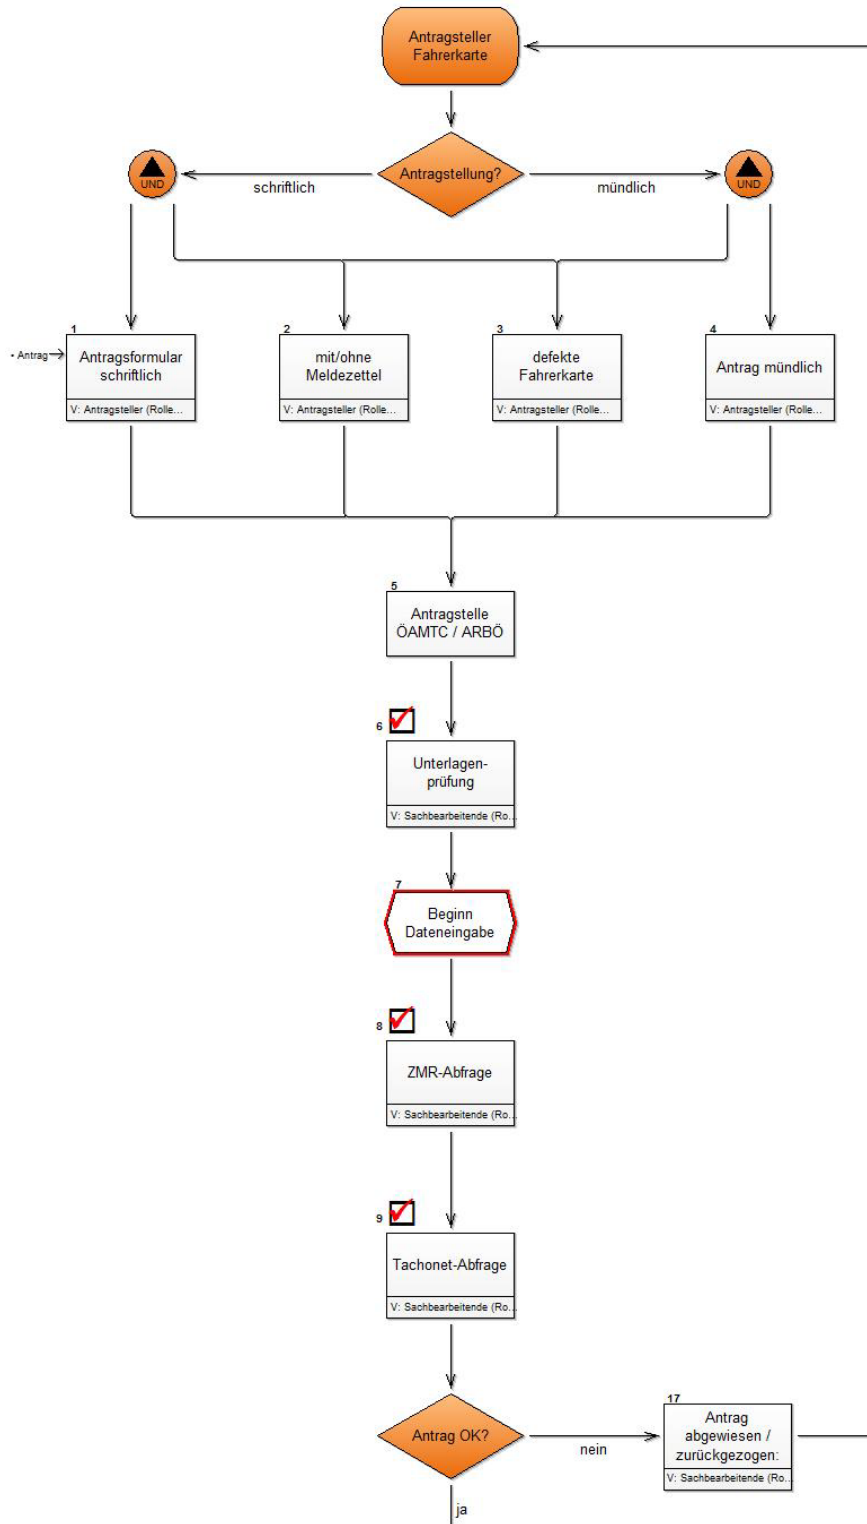 Antragsteller
Fahrerkarte
Antragstellung?
UND
schriftlich
mündlich
UND
1
2
3
4
• Antrag
Antragsformular
schriftlich
V: Antragsteller (Rolle...
mit/ohne
Meldezettel
V: Antragsteller (Rolle...
defekte
Fahrerkarte
V: Antragsteller (Rolle...
Antrag mündlich
V: Antragsteller (Rolle...
5
Antragstelle
ÖAMTC / ARBÖ
6
Unterlagen-
prüfung
V: Sachbearbeitende (Ro...
7
Beginn
Dateneingabe
8
ZMR-Abfrage
V: Sachbearbeitende (Ro...
9
Tachonet-Abfrage
V: Sachbearbeitende (Ro...
Antrag OK?
nein
17
Antrag
abgewiesen /
zurückgezogen:
V: Sachbearbeitende (Ro...
ja